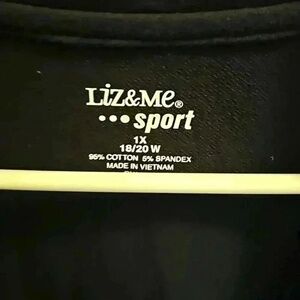 LiZ&Me®
•••sport
1X
18/20 W
95% COTTON 5% SPANDEX
MADE IN VIETNAM